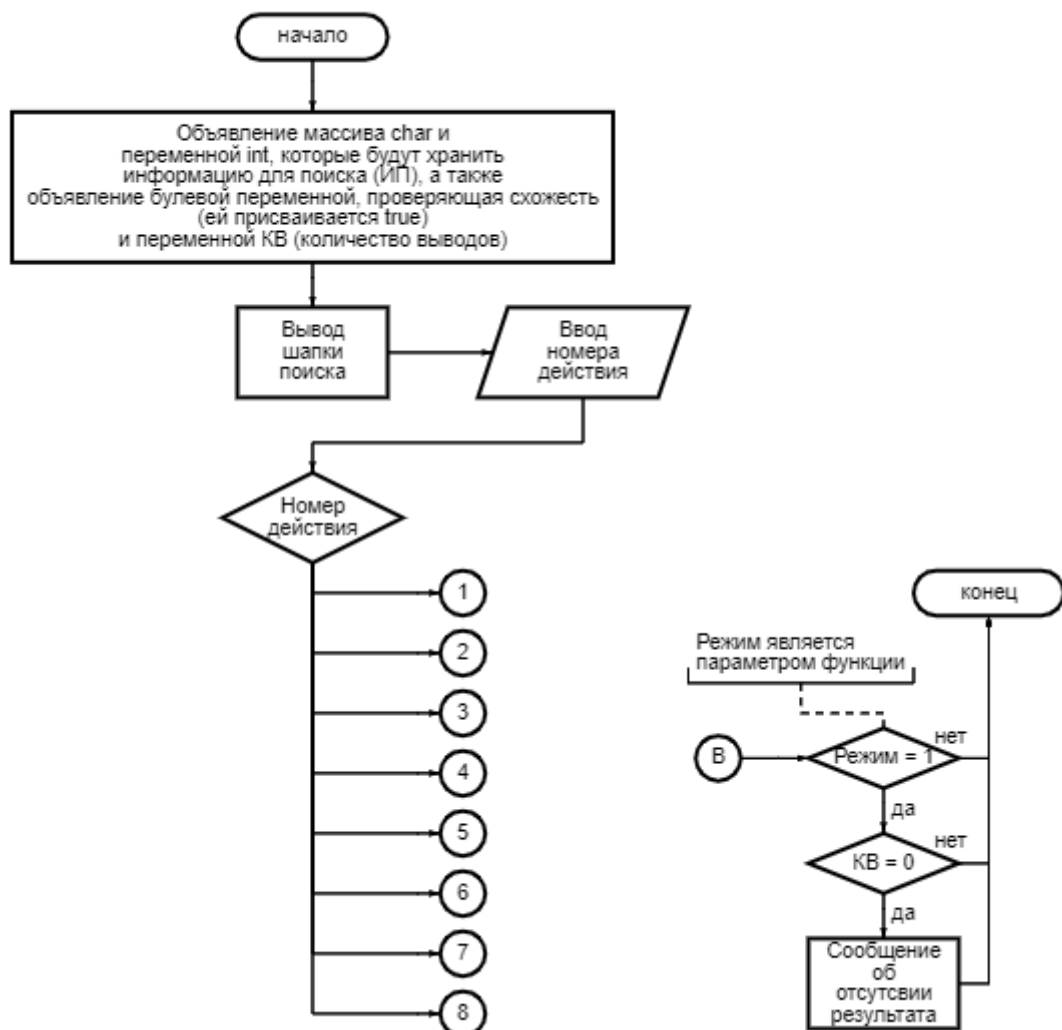 начало
Объявление массива char и
переменной int, которые будут хранить
информацию для поиска (ИП), а также
объявление булевой переменной, проверяющая схожесть
(ей присваивается true)
и переменной КВ (количество выводов)
Вывод
шапки
поиска
Ввод
номера
действия
Номер
действия
1
2
3
4
5
6
7
8
конец
Режим является
параметром функции
В
Режим = 1
нет
да
КВ = 0
нет
да
Сообщение
об
отсутсвии
результата